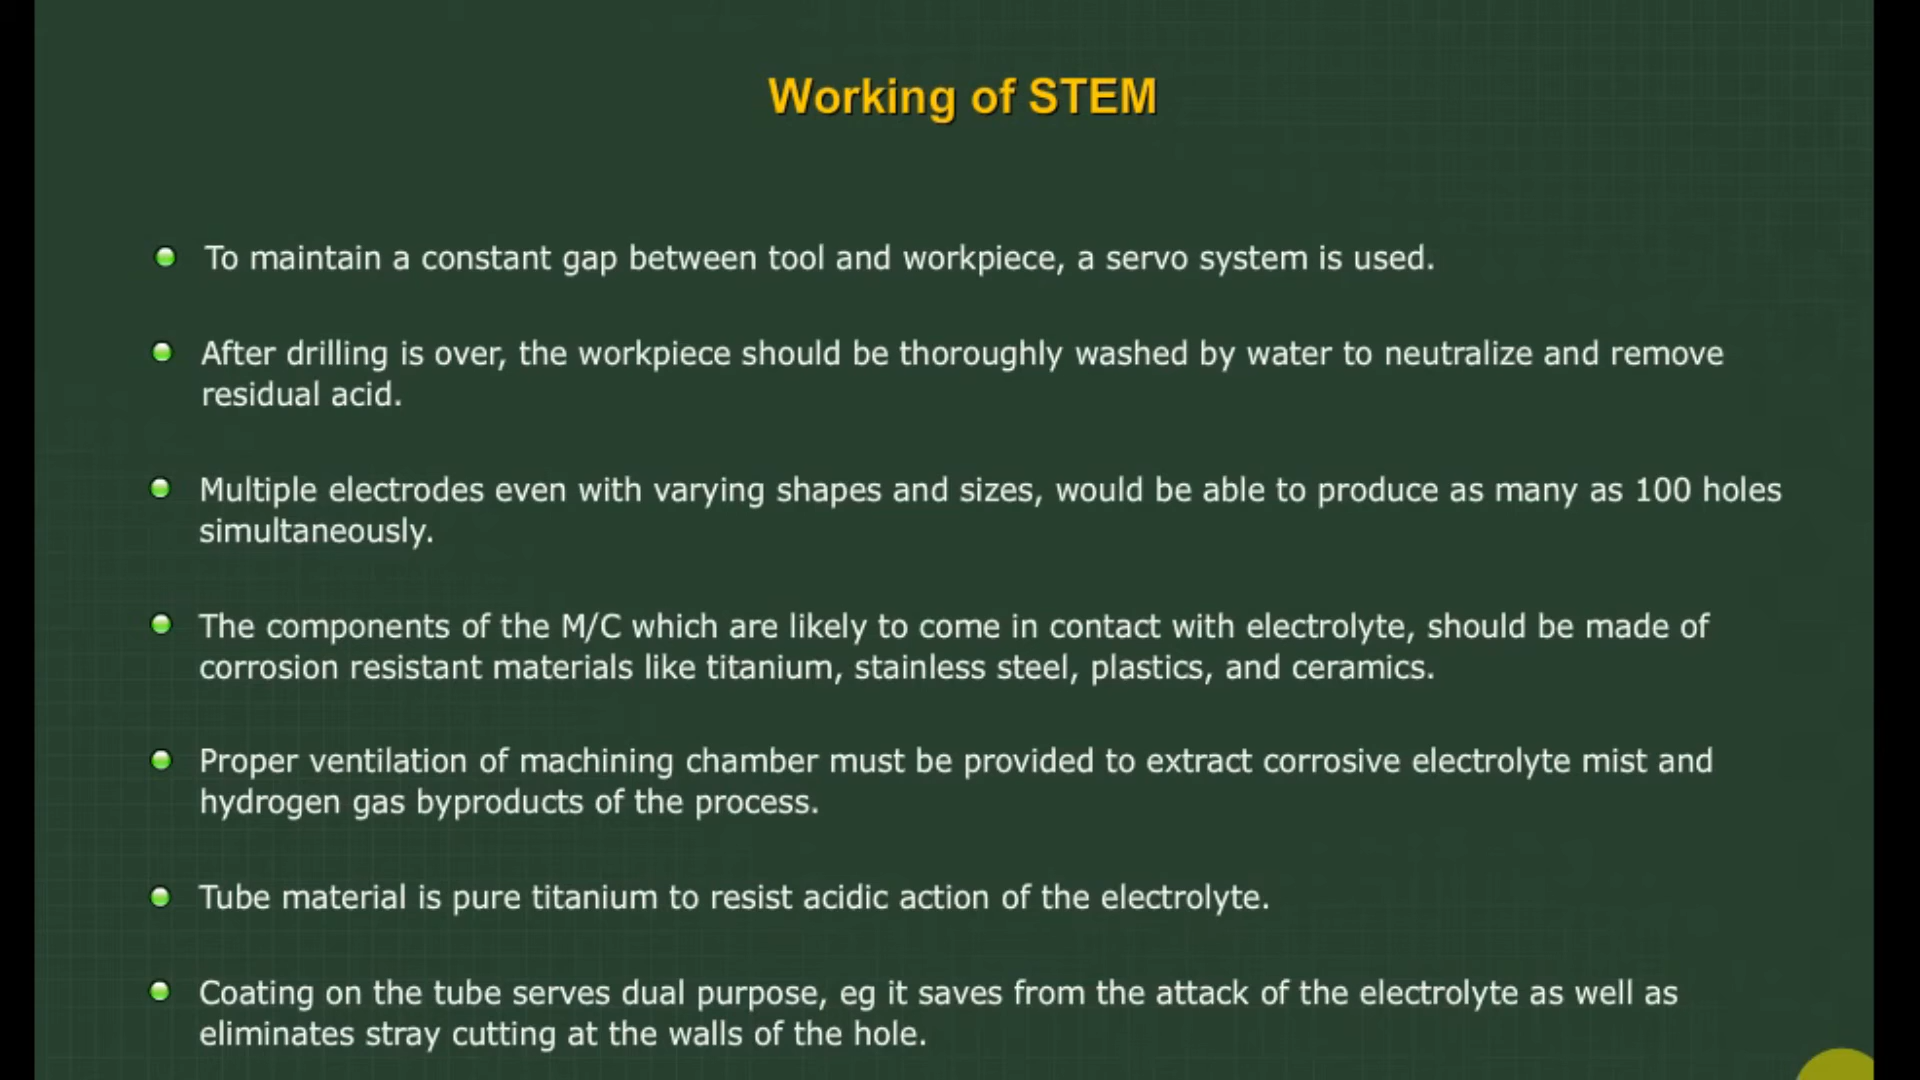 Working of STEM
To maintain a constant gap between tool and workpiece, a servo system is used.
After drilling is over, the workpiece should be thoroughly washed by water to neutralize and remove
residual acid.
Multiple electrodes even with varying shapes and sizes, would be able to produce as many as 100 holes
simultaneously.
The components of the M/C which are likely to come in contact with electrolyte, should be made of
corrosion resistant materials like titanium, stainless steel, plastics, and ceramics.
Proper ventilation of machining chamber must be provided to extract corrosive electrolyte mist and
hydrogen gas byproducts of the process.
Tube material is pure titanium to resist acidic action of the electrolyte.
Coating on the tube serves dual purpose, eg it saves from the attack of the electrolyte as well as
eliminates stray cutting at the walls of the hole.